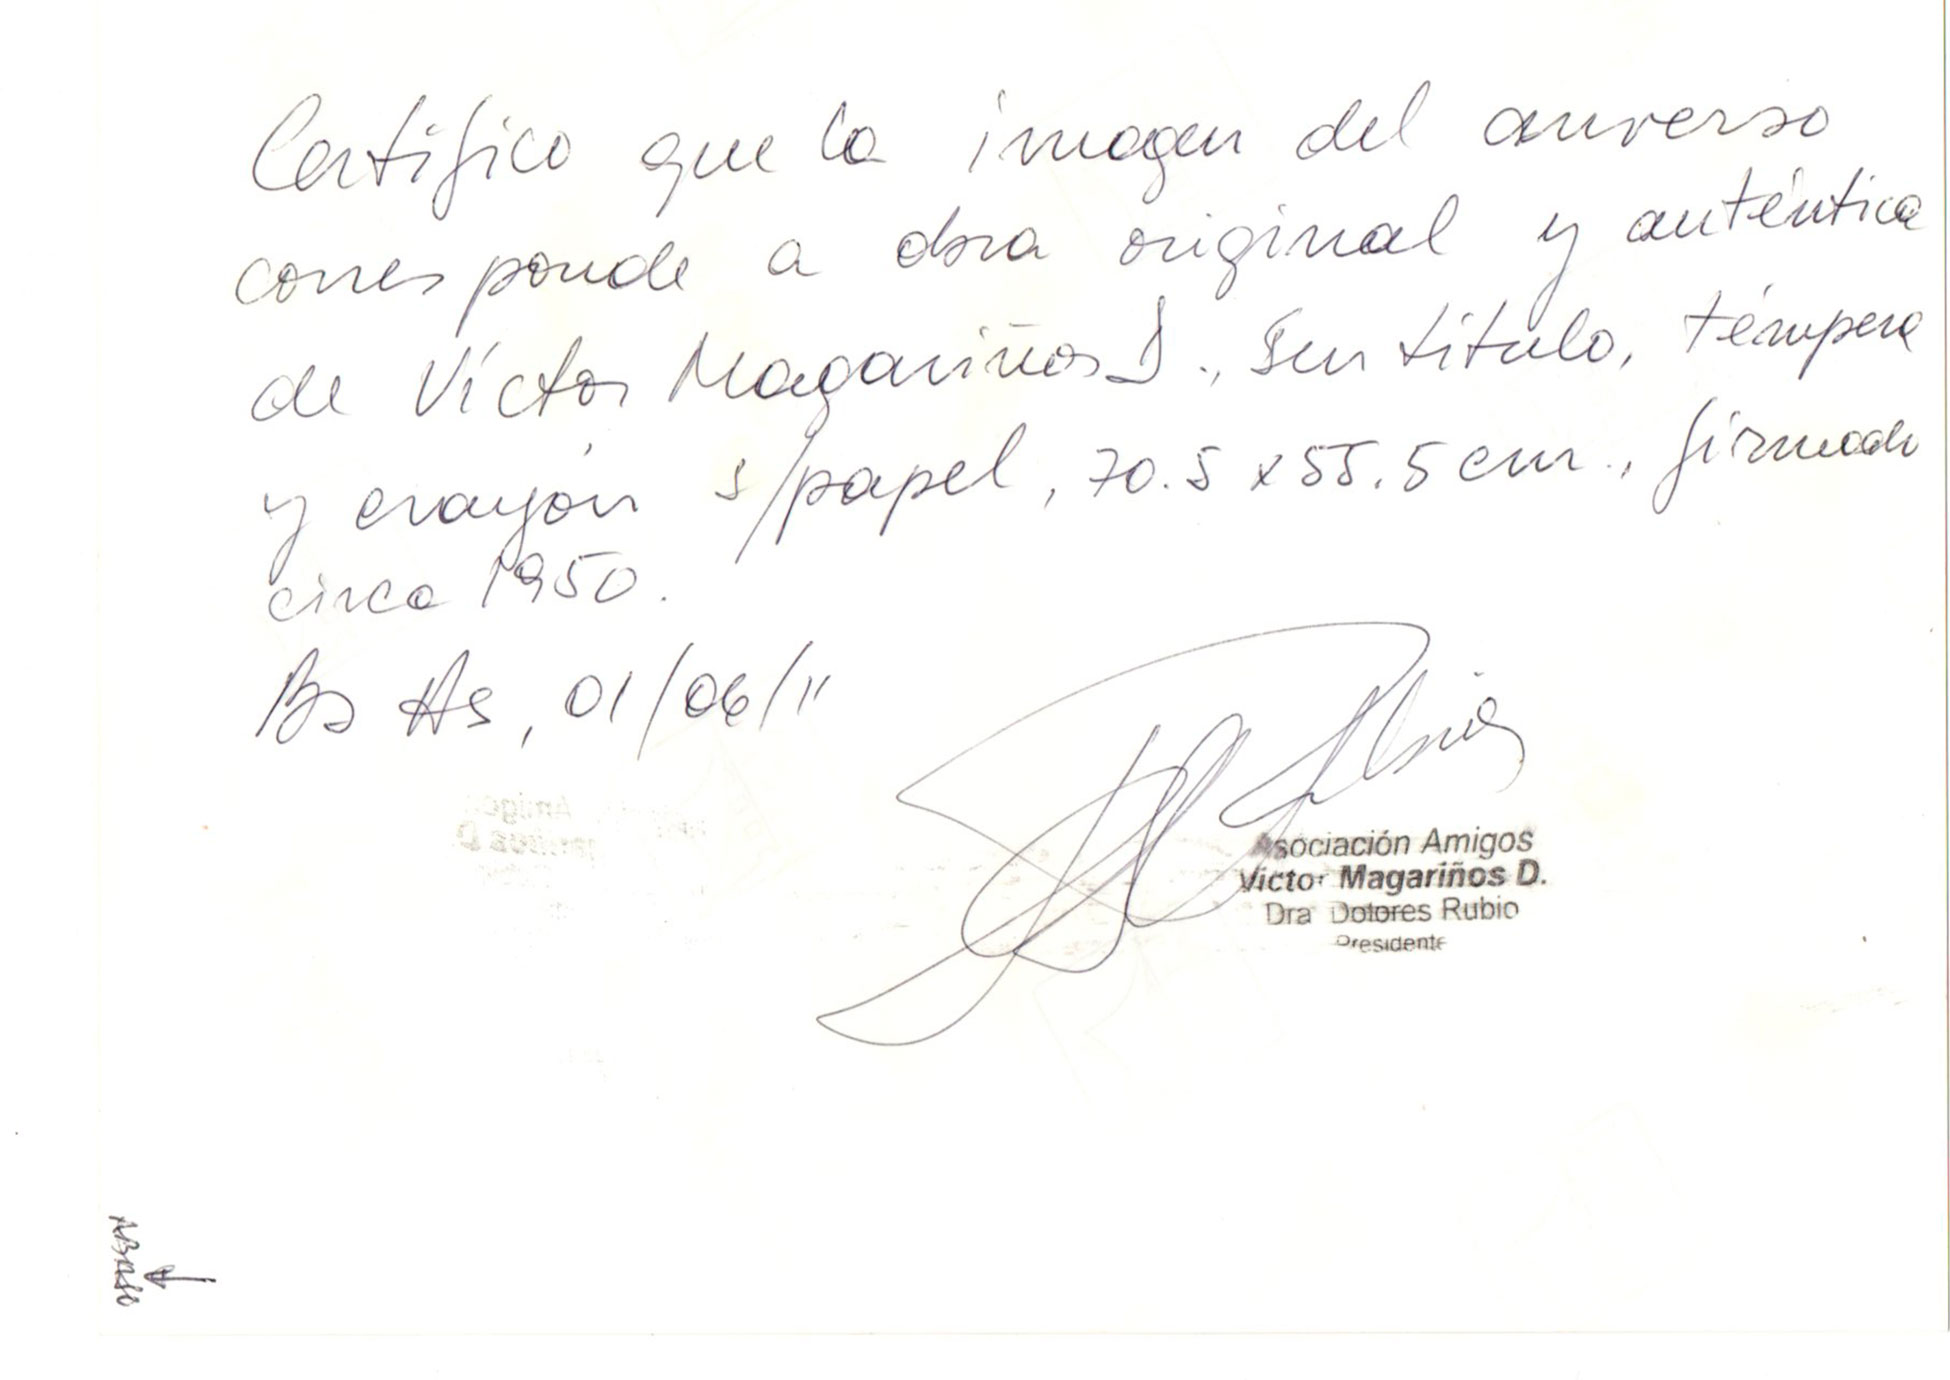 Certifico que la imagen del anverso
corresponde a obra original y auténtica
de Víctor Magariños D., Sin título, témpera
y crayón s/papel, 70.5 x 55.5 cm., firmado
circa 1950.
Bs As, 01/06/11
Asociación Amigos
Víctor Magariños D.
Dra Dolores Rubio
Presidente
ABAJO